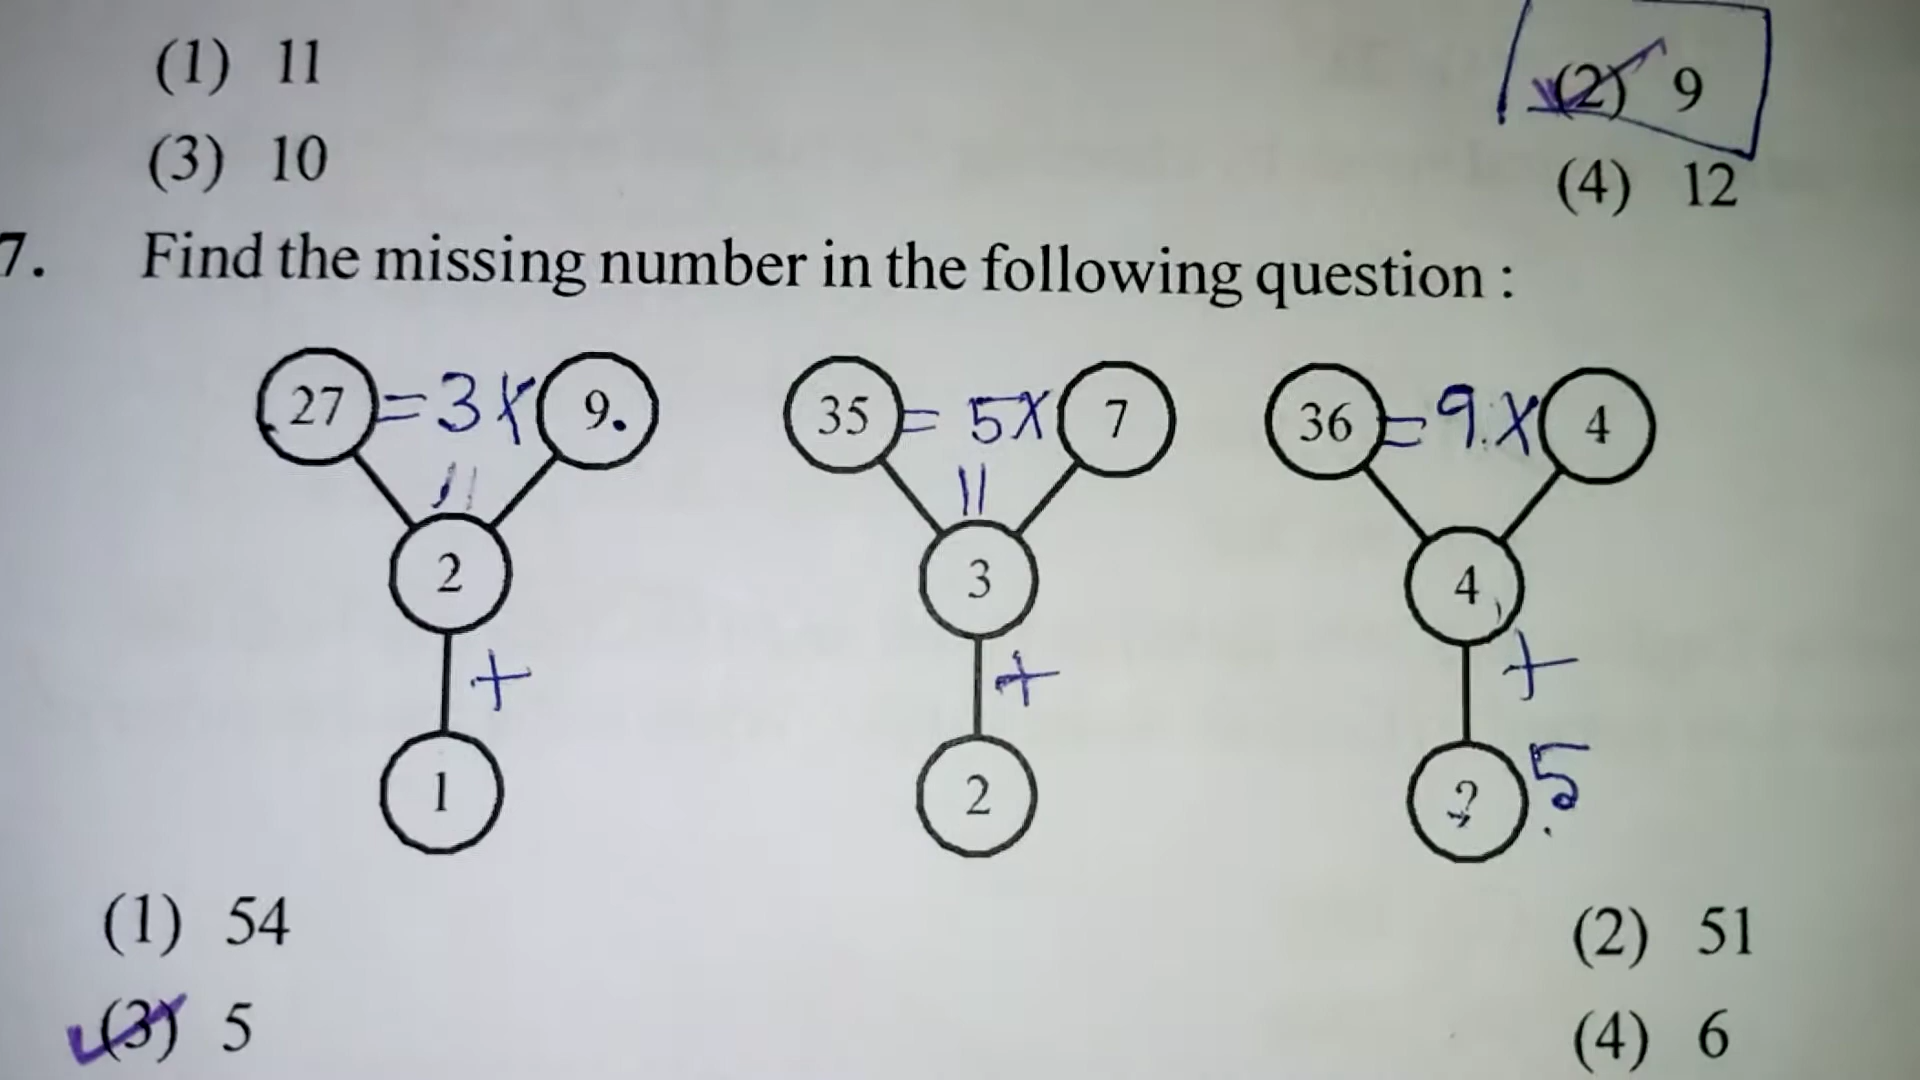 (1) 11
(2) 9
(3) 10
(4) 12
7. Find the missing number in the following question :
27 = 3 × 9. 35 = 5 × 7 36 = 9 × 4
" ||
2 3 4
+ + +
1 2 ? 5
(1) 54
(2) 51
(3) 5
(4) 6